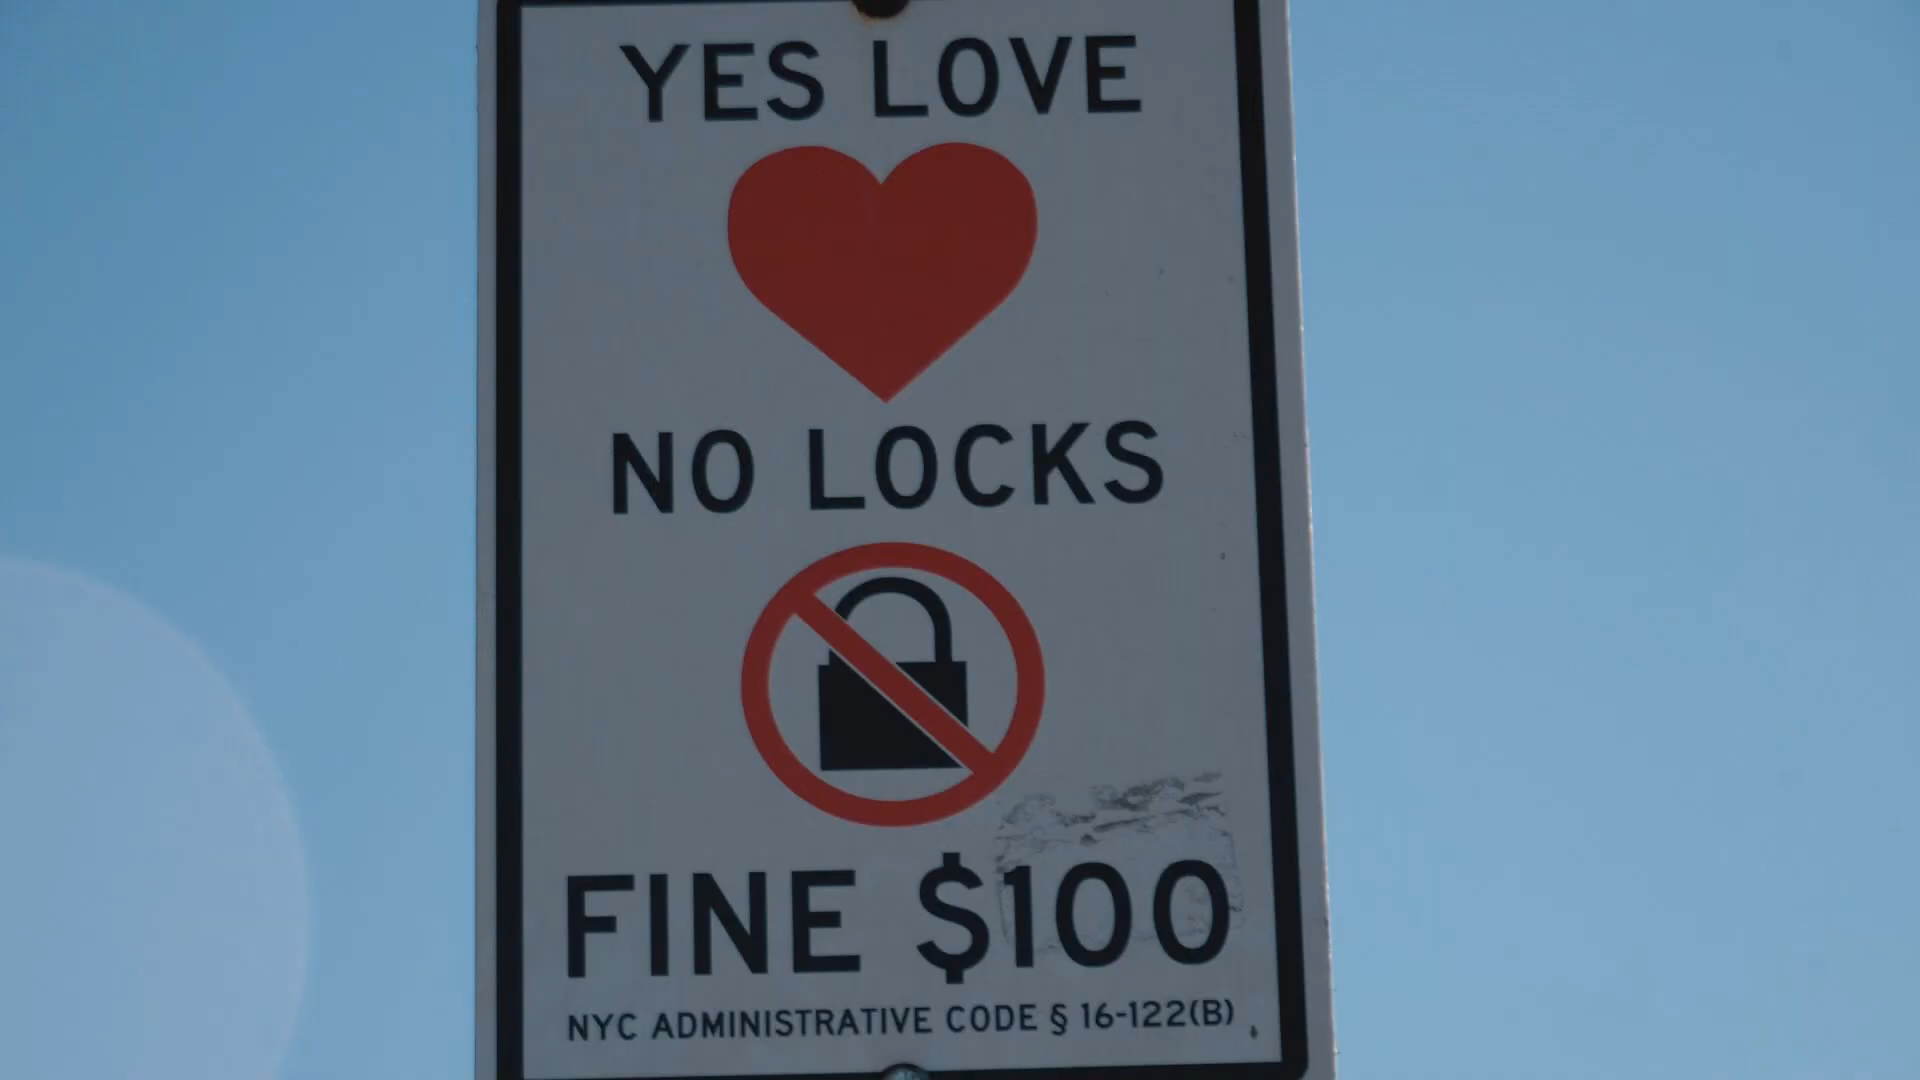 YES LOVE
NO LOCKS
FINE $100
NYC ADMINISTRATIVE CODE § 16-122(B)